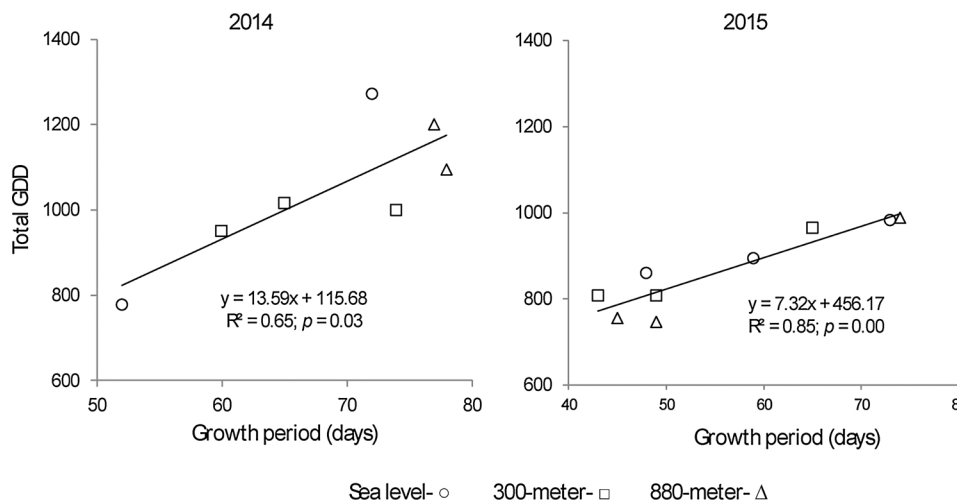 2014
2015
1400
1200
1000
800
600
Total GDD
y = 13.59x + 115.68
R² = 0.65; p = 0.03
50 60 70 80
Growth period (days)
1400
1200
1000
800
600
y = 7.32x + 456.17
R² = 0.85; p = 0.00
40 50 60 70
Growth period (days)
Sea level- 300-meter- 880-meter-